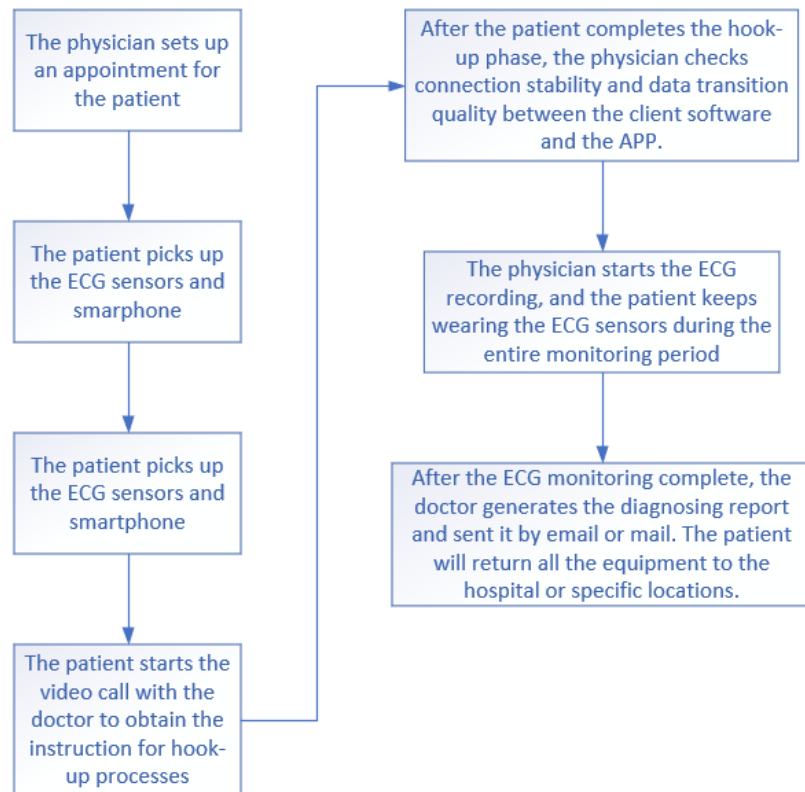 The physician sets up
an appointment for
the patient
The patient picks up
the ECG sensors and
smarphone
The patient picks up
the ECG sensors and
smartphone
The patient starts the
video call with the
doctor to obtain the
instruction for hook-
up processes
After the patient completes the hook-
up phase, the physician checks
connection stability and data transition
quality between the client software
and the APP.
The physician starts the ECG
recording, and the patient keeps
wearing the ECG sensors during the
entire monitoring period
After the ECG monitoring complete, the
doctor generates the diagnosing report
and sent it by email or mail. The patient
will return all the equipment to the
hospital or specific locations.